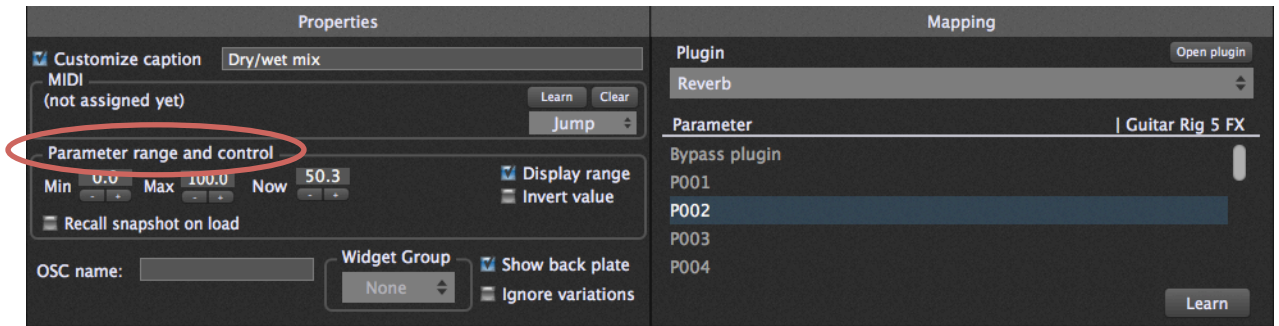 Properties
Customize caption Dry/wet mix
MIDI
(not assigned yet) Learn Clear
Jump
Parameter range and control
Min 0.0 Max 100.0 Now 50.3 Display range
- + - + - + Invert value
Recall snapshot on load
OSC name: Widget Group Show back plate
None Ignore variations
Mapping
Plugin Open plugin
Reverb
Parameter | Guitar Rig 5 FX
Bypass plugin
P001
P002
P003
P004
Learn